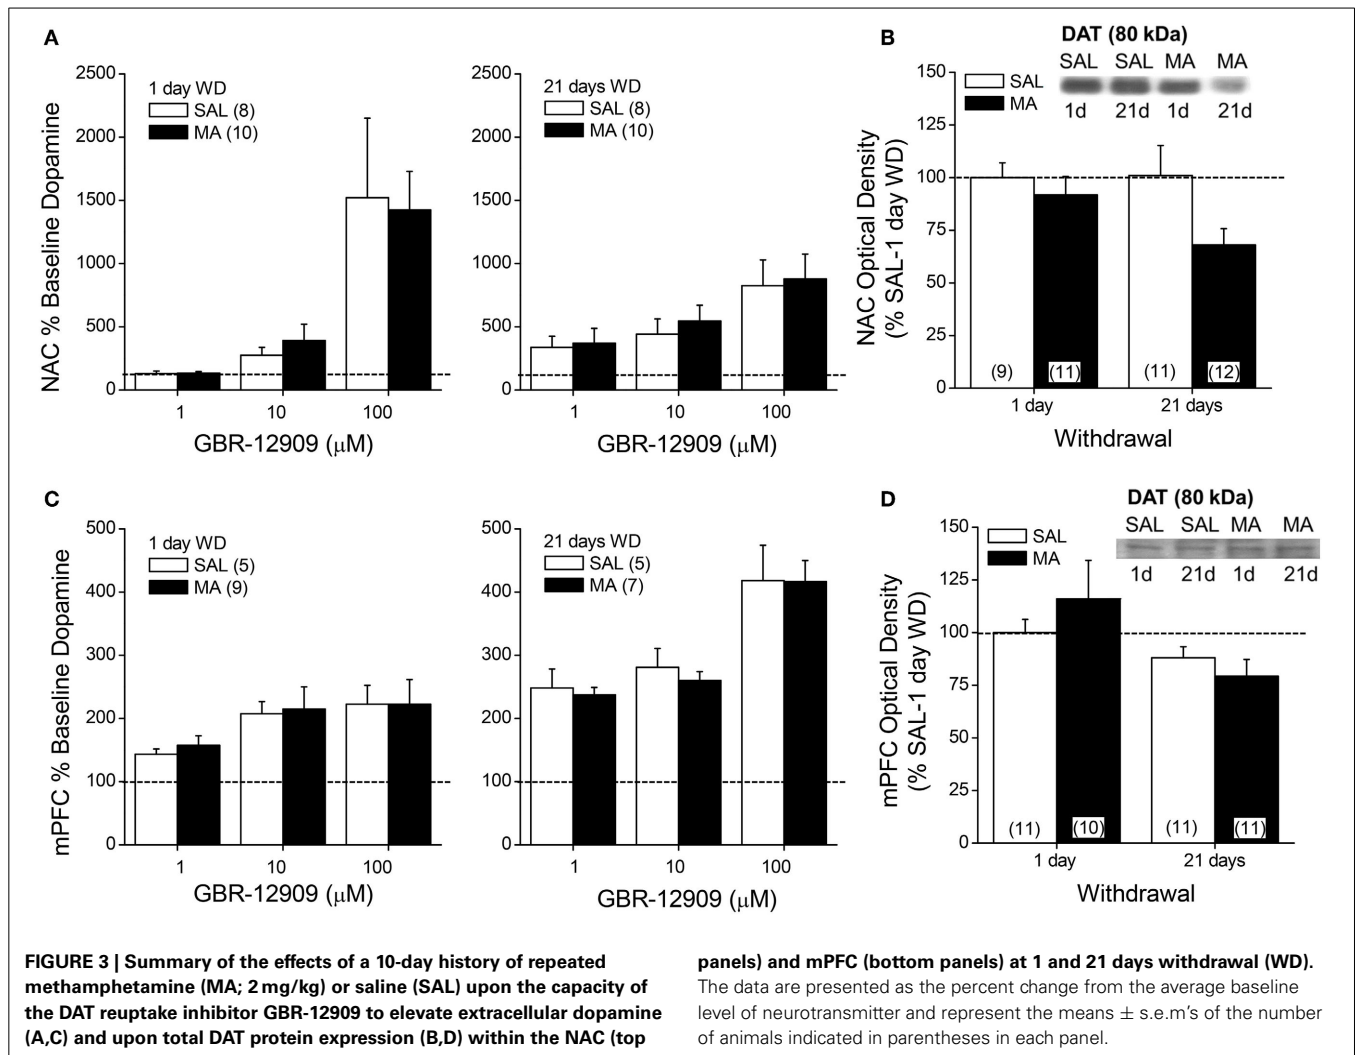 A
2500
2000
1500
1000
500
0
NAC % Baseline Dopamine
1 day WD
SAL (8)
MA (10)
1 10 100
GBR-12909 (μM)
2500
2000
1500
1000
500
0
21 days WD
SAL (8)
MA (10)
1 10 100
GBR-12909 (μM)
B
DAT (80 kDa)
SAL SAL MA MA
1d 21d 1d 21d
SAL
MA
150
125
100
75
50
25
0
NAC Optical Density
(% SAL-1 day WD)
(9) (11) (11) (12)
1 day 21 days
Withdrawal
C
500
400
300
200
100
0
mPFC % Baseline Dopamine
1 day WD
SAL (5)
MA (9)
1 10 100
GBR-12909 (μM)
500
400
300
200
100
0
21 days WD
SAL (5)
MA (7)
1 10 100
GBR-12909 (μM)
D
DAT (80 kDa)
SAL SAL MA MA
1d 21d 1d 21d
SAL
MA
150
125
100
75
50
25
0
mPFC Optical Density
(% SAL-1 day WD)
(11) (10) (11) (11)
1 day 21 days
Withdrawal
FIGURE 3 | Summary of the effects of a 10-day history of repeated
methamphetamine (MA; 2 mg/kg) or saline (SAL) upon the capacity of
the DAT reuptake inhibitor GBR-12909 to elevate extracellular dopamine
(A,C) and upon total DAT protein expression (B,D) within the NAC (top
panels) and mPFC (bottom panels) at 1 and 21 days withdrawal (WD).
The data are presented as the percent change from the average baseline
level of neurotransmitter and represent the means ± s.e.m's of the number
of animals indicated in parentheses in each panel.